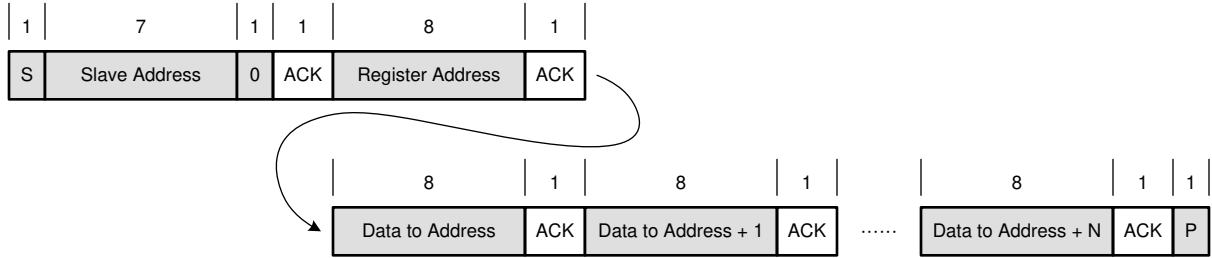 1 7 1 1 8 1
S Slave Address 0 ACK Register Address ACK
8 1 8 1 8 1 1
Data to Address ACK Data to Address + 1 ACK ...... Data to Address + N ACK P